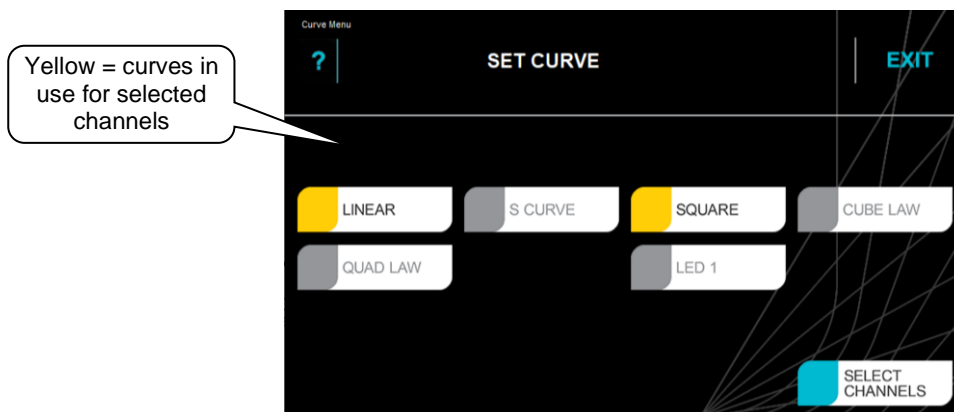 Curve Menu
?
SET CURVE
EXIT
Yellow = curves in
use for selected
channels
LINEAR
S CURVE
SQUARE
CUBE LAW
QUAD LAW
LED 1
SELECT
CHANNELS